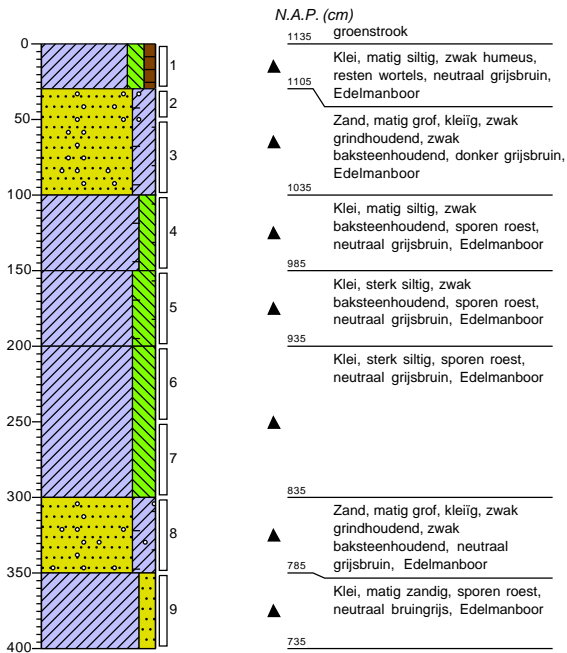 N.A.P. (cm)
1135 groenstrook
0
Klei, matig siltig, zwak humeus,
resten wortels, neutraal grijsbruin,
Edelmanboor
1
1105
2
Zand, matig grof, kleiïg, zwak
grindhoudend, zwak
baksteenhoudend, donker grijsbruin,
Edelmanboor
50
3
100
1035
Klei, matig siltig, zwak
baksteenhoudend, sporen roest,
neutraal grijsbruin, Edelmanboor
4
150
985
Klei, sterk siltig, zwak
baksteenhoudend, sporen roest,
neutraal grijsbruin, Edelmanboor
5
200
935
Klei, sterk siltig, sporen roest,
neutraal grijsbruin, Edelmanboor
6
250
7
300
835
Zand, matig grof, kleiïg, zwak
grindhoudend, zwak
baksteenhoudend, neutraal
grijsbruin, Edelmanboor
8
350
785
Klei, matig zandig, sporen roest,
neutraal bruingrijs, Edelmanboor
9
400
735